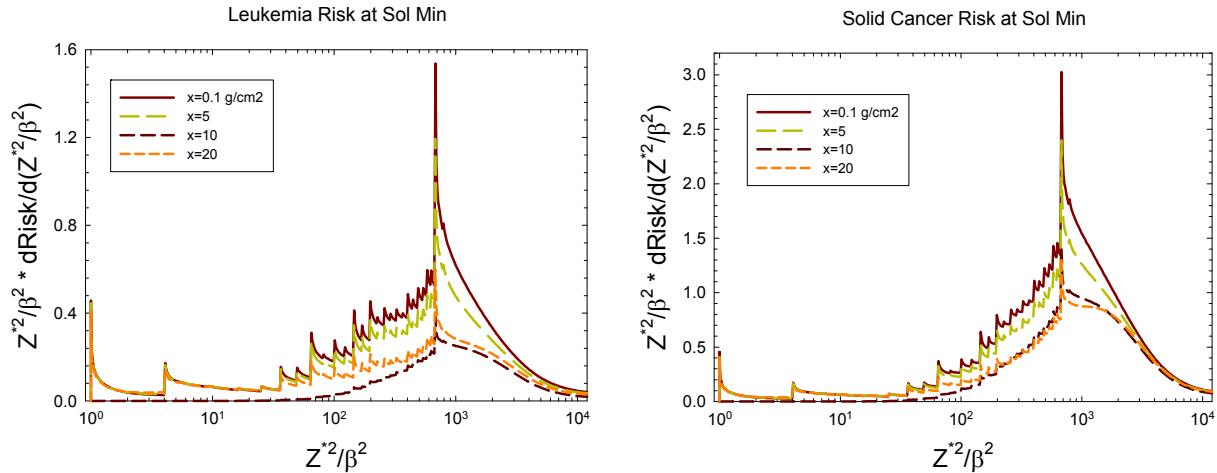 Leukemia Risk at Sol Min
Z*2/β2 * dRisk/d(Z*2/β2)
1.6
1.2
0.8
0.4
0.0
x=0.1 g/cm2
x=5
x=10
x=20
10^0 10^1 10^2 10^3 10^4
Z*2/β2
Solid Cancer Risk at Sol Min
Z*2/β2 * dRisk/d(Z*2/β2)
3.0
2.5
2.0
1.5
1.0
0.5
0.0
x=0.1 g/cm2
x=5
x=10
x=20
10^0 10^1 10^2 10^3 10^4
Z*2/β2